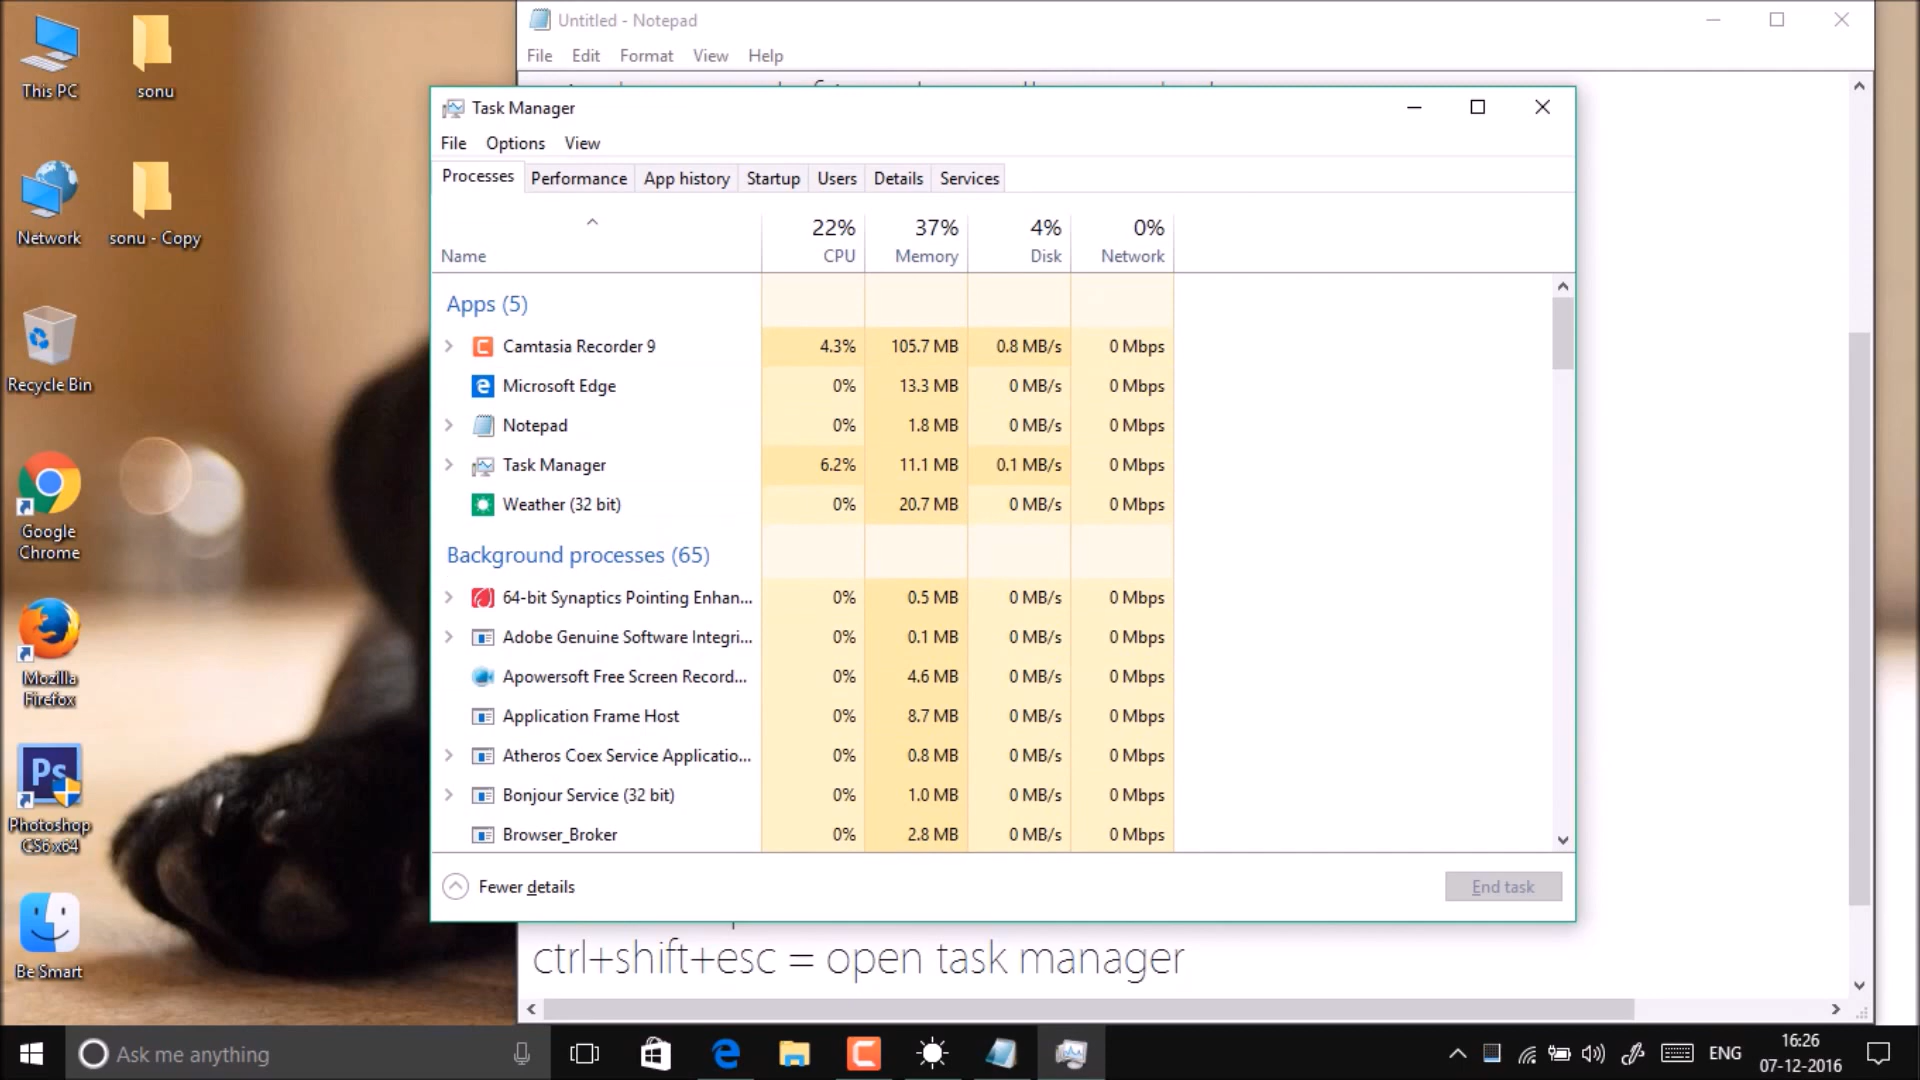 This PC
sonu
Network
sonu - Copy
Recycle Bin
Google
Chrome
Mozilla
Firefox
Ps
Photoshop
CS6 x64
Be Smart
Untitled - Notepad
File Edit Format View Help
Task Manager
File Options View
Processes Performance App history Startup Users Details Services
22% 37% 4% 0%
Name CPU Memory Disk Network
Apps (5)
Camtasia Recorder 9 4.3% 105.7 MB 0.8 MB/s 0 Mbps
Microsoft Edge 0% 13.3 MB 0 MB/s 0 Mbps
Notepad 0% 1.8 MB 0 MB/s 0 Mbps
Task Manager 6.2% 11.1 MB 0.1 MB/s 0 Mbps
Weather (32 bit) 0% 20.7 MB 0 MB/s 0 Mbps
Background processes (65)
64-bit Synaptics Pointing Enhan... 0% 0.5 MB 0 MB/s 0 Mbps
Adobe Genuine Software Integri... 0% 0.1 MB 0 MB/s 0 Mbps
Apowersoft Free Screen Record... 0% 4.6 MB 0 MB/s 0 Mbps
Application Frame Host 0% 8.7 MB 0 MB/s 0 Mbps
Atheros Coex Service Applicatio... 0% 0.8 MB 0 MB/s 0 Mbps
Bonjour Service (32 bit) 0% 1.0 MB 0 MB/s 0 Mbps
Browser_Broker 0% 2.8 MB 0 MB/s 0 Mbps
Fewer details End task
ctrl+shift+esc = open task manager
Ask me anything
ENG
16:26
07-12-2016